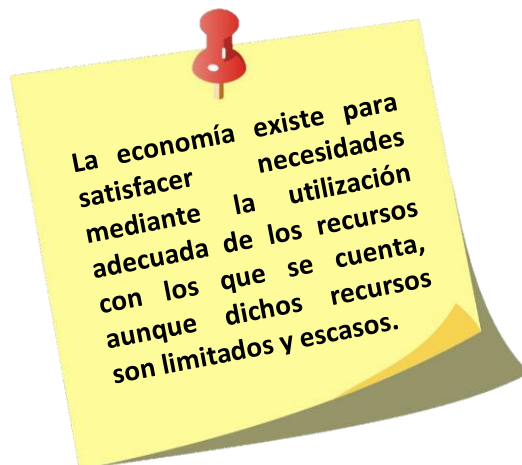 La economía existe para
satisfacer necesidades
mediante la utilización
adecuada de los recursos
con los que se cuenta,
aunque dichos recursos
son limitados y escasos.